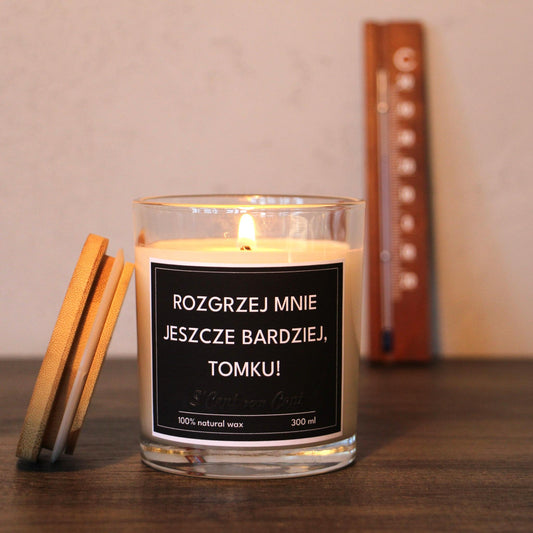 ROZGRZEJ MNIE
JESZCZE BARDZIEJ,
TOMKU!
100% natural wax 300 ml